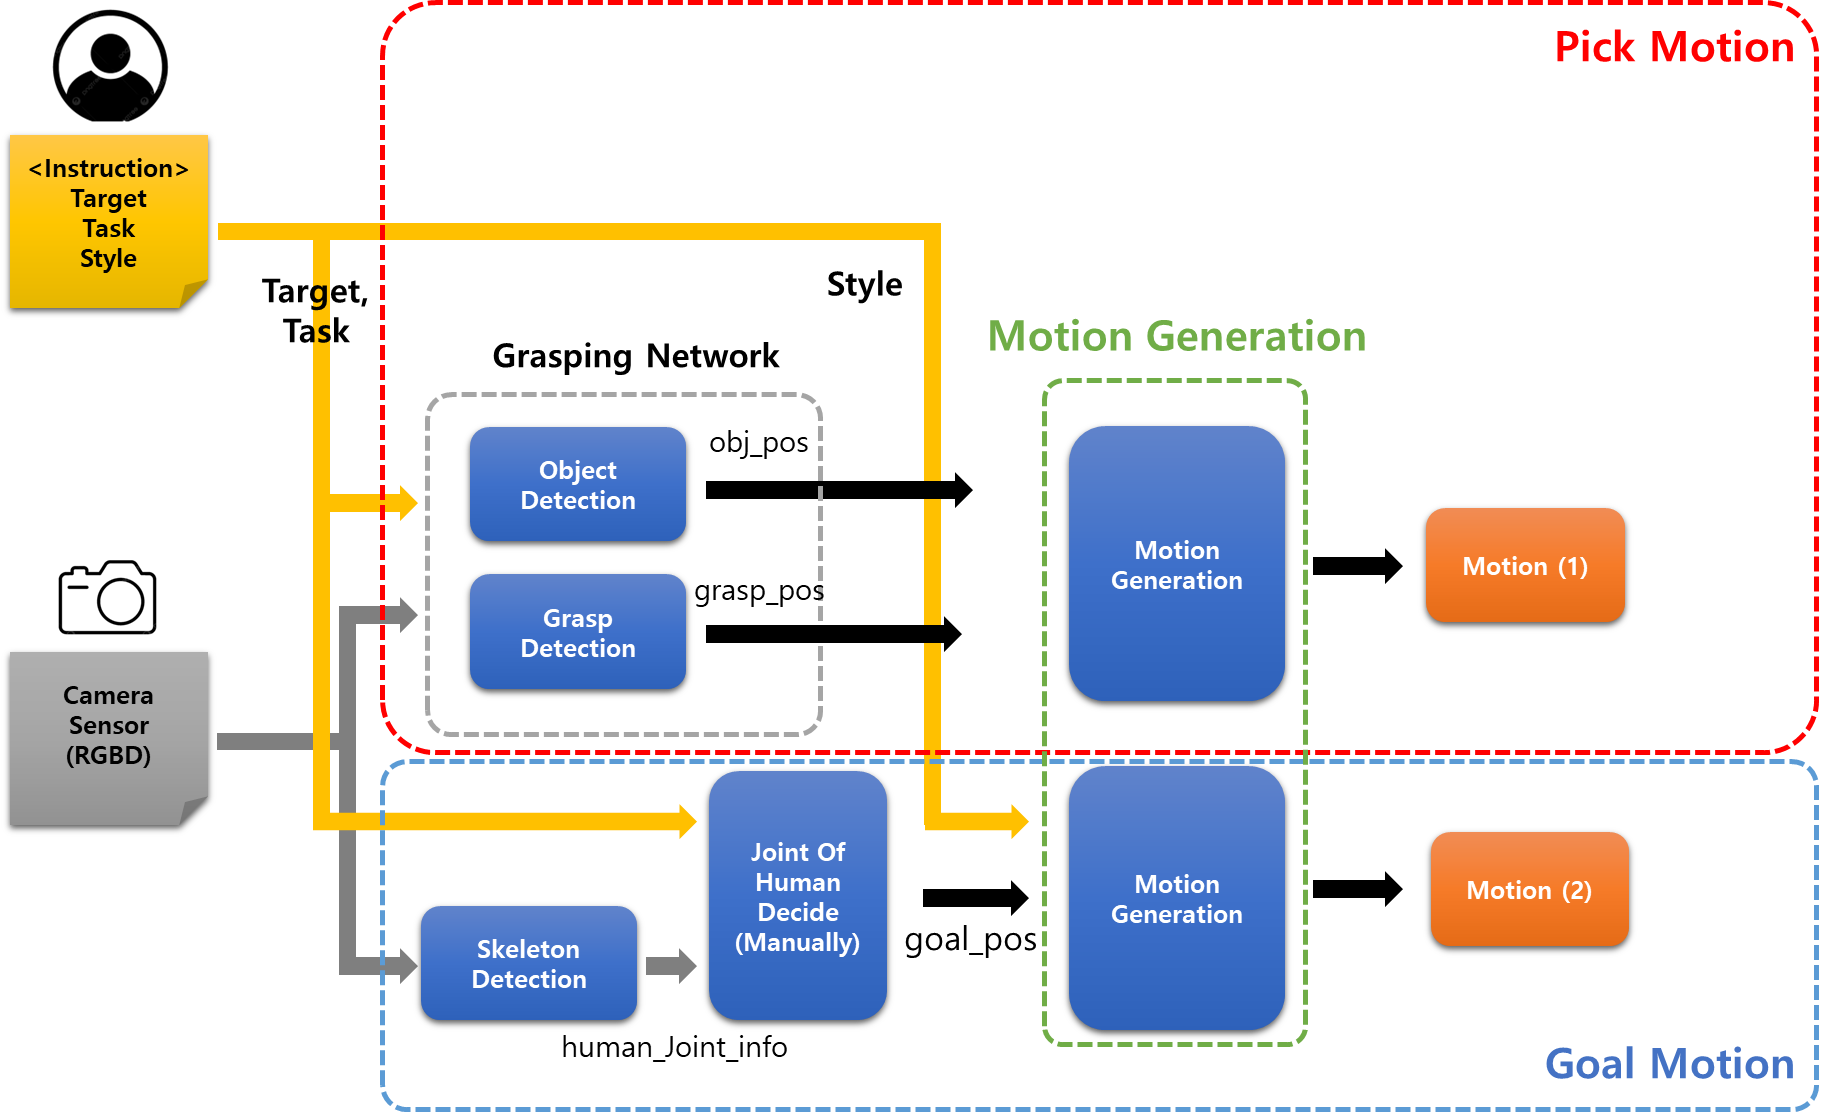 Pick Motion
<Instruction>
Target
Task
Style
Target,
Task
Style
Grasping Network
Motion Generation
Object
Detection
obj_pos
Grasp
Detection
grasp_pos
Motion
Generation
Motion (1)
Camera
Sensor
(RGBD)
Joint Of
Human
Decide
(Manually)
Skeleton
Detection
human_Joint_info
goal_pos
Motion
Generation
Motion (2)
Goal Motion